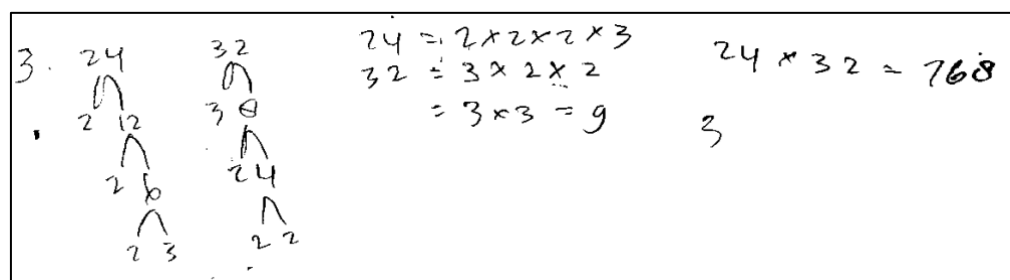 3. 24 32 24 = 2 × 2 × 2 × 3 24 × 32 = 768
2 12 3 8 32 = 3 × 2 × 2
= 3 × 3 = 9 3
2 6 2 4
2 3 2 2